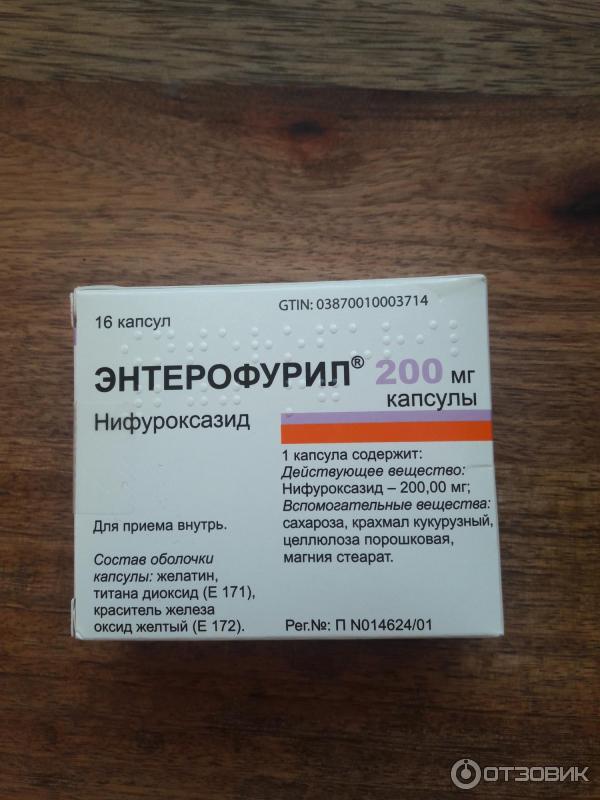 GTIN: 03870010003714
16 капсул
ЭНТЕРОФУРИЛ® 200 мг
капсулы
Нифуроксазид
1 капсула содержит:
Действующее вещество:
Нифуроксазид – 200,00 мг;
Вспомогательные вещества:
сахароза, крахмал кукурузный,
целлюлоза порошковая,
магния стеарат.
Для приема внутрь.
Состав оболочки
капсулы: желатин,
титана диоксид (Е 171),
краситель железа
оксид желтый (Е 172).
Рег.№: П N014624/01
ОТЗОВИК